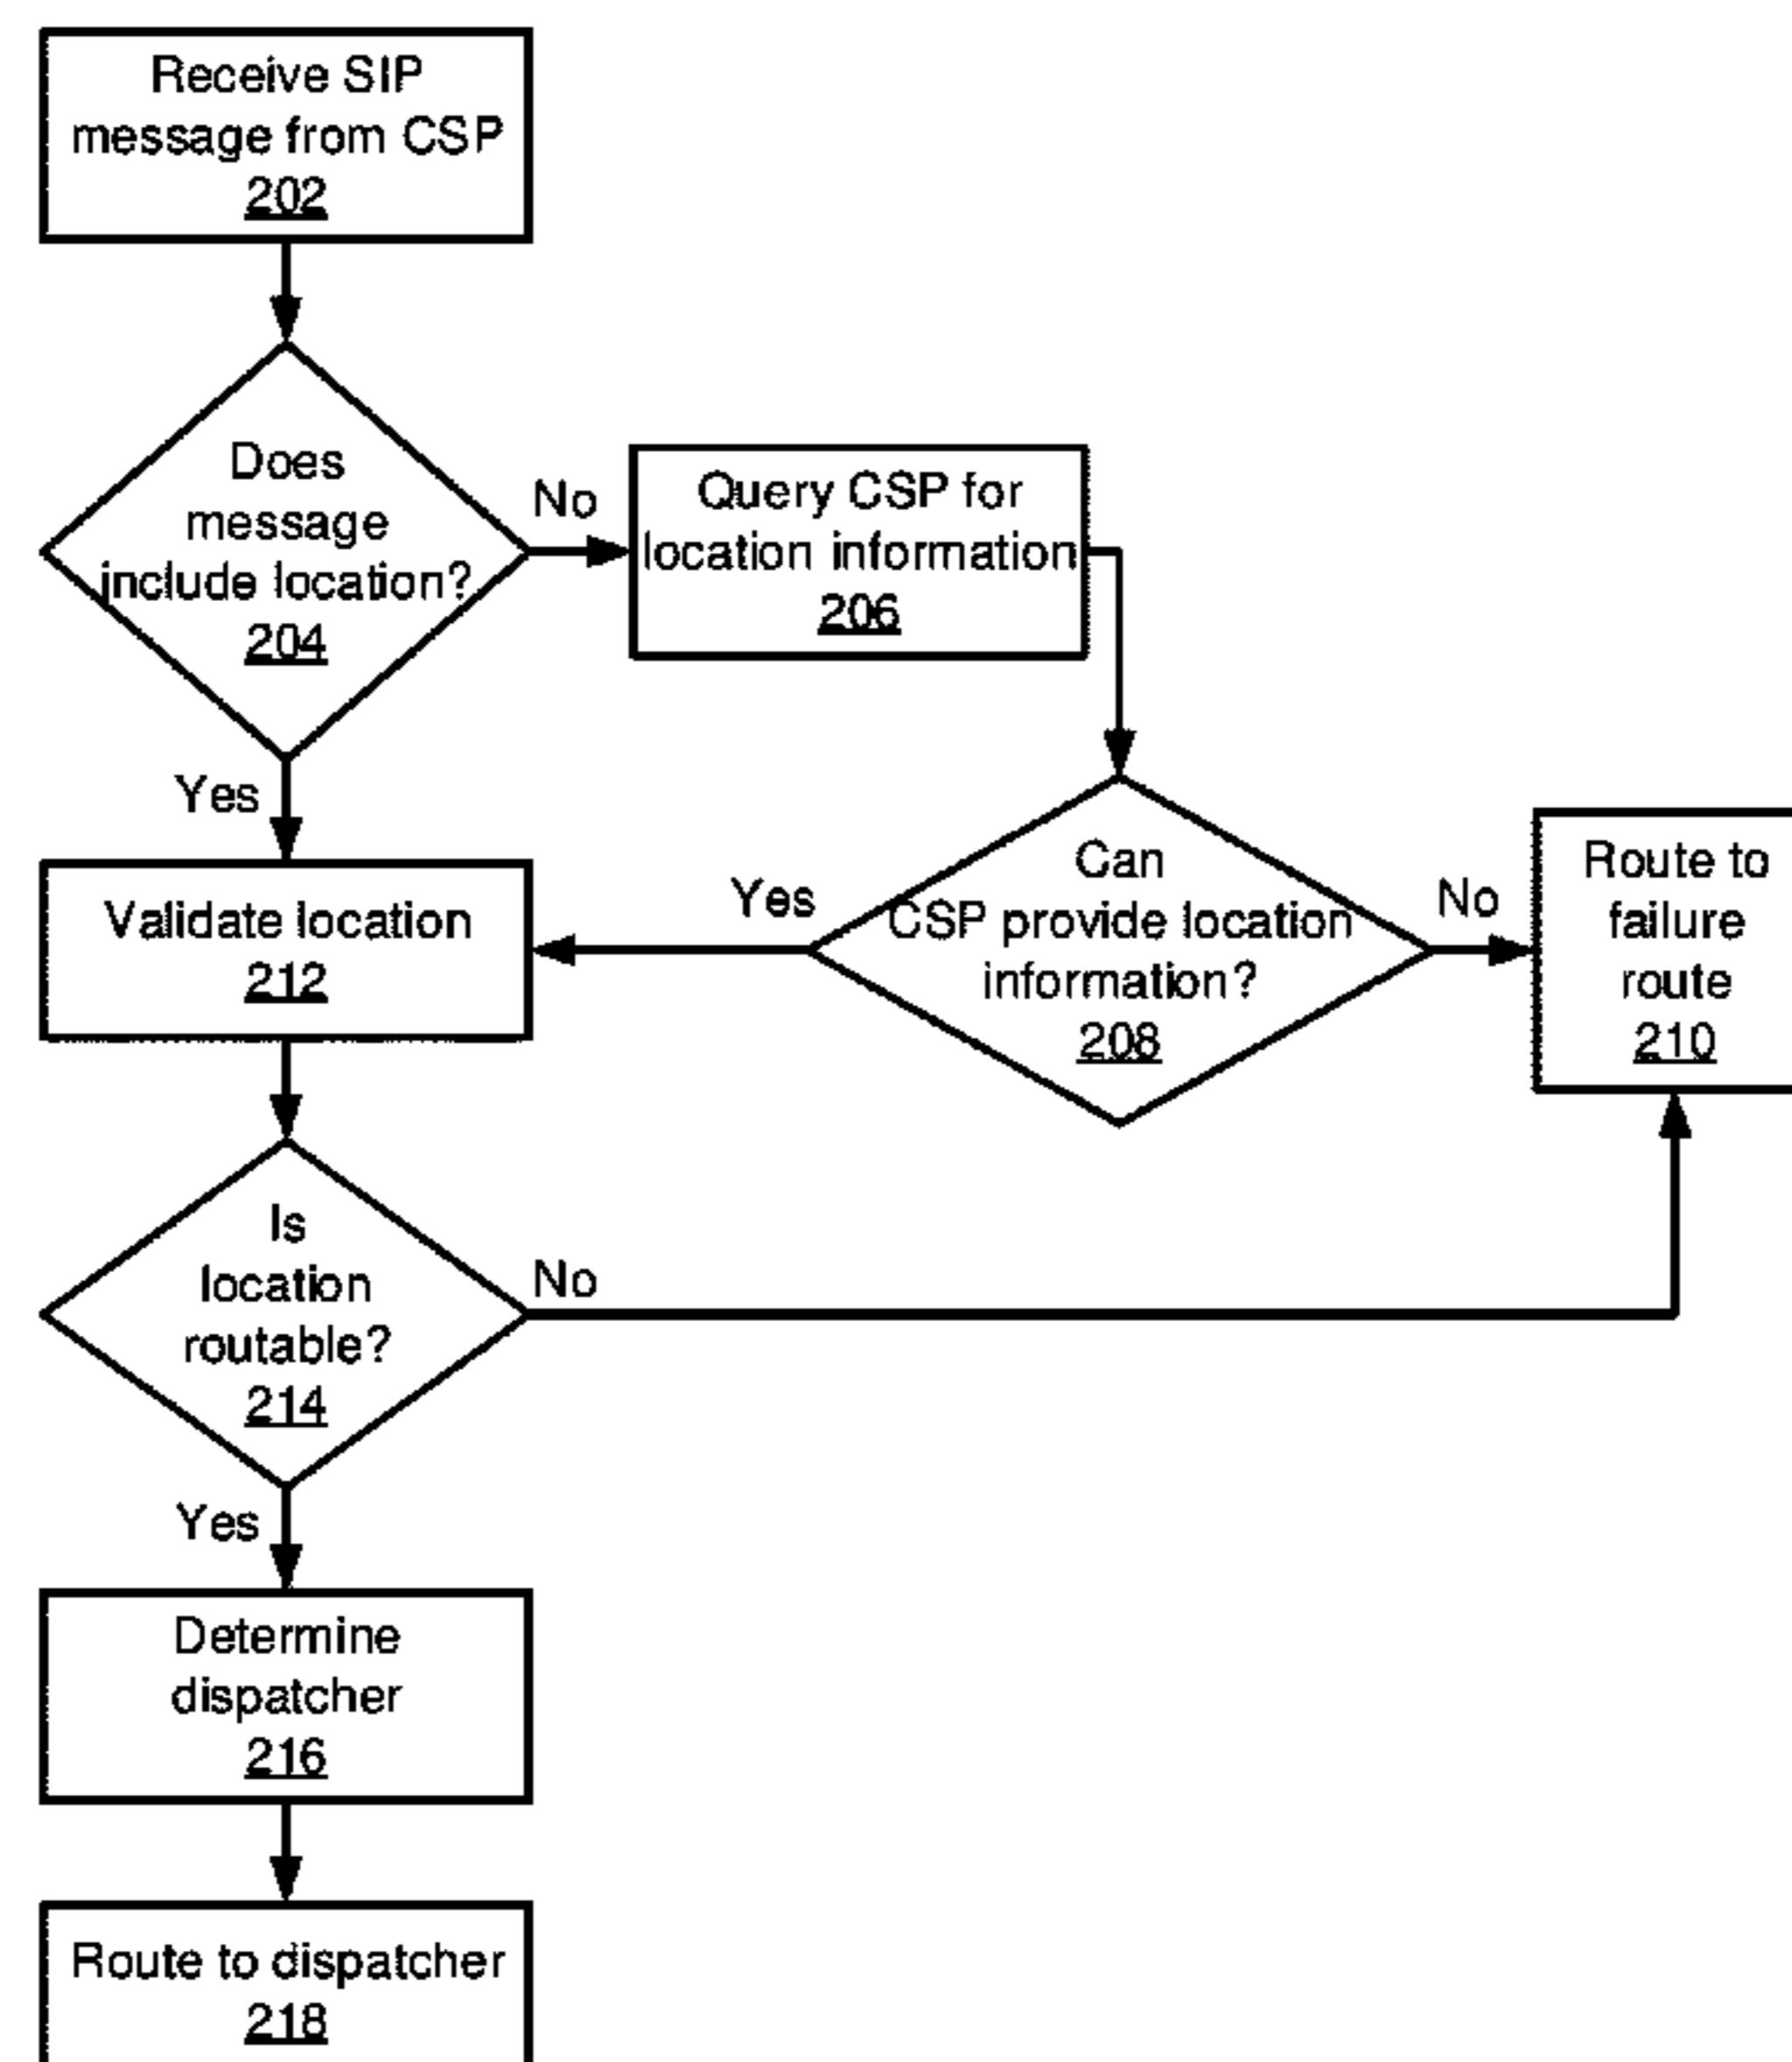 Receive SIP
message from CSP
202
Does
message
include location?
204
No
Query CSP for
location information
206
Yes
Validate location
212
Yes
Can
CSP provide location
information?
208
No
Route to
failure
route
210
Is
location
routable?
214
No
Yes
Determine
dispatcher
216
Route to dispatcher
218